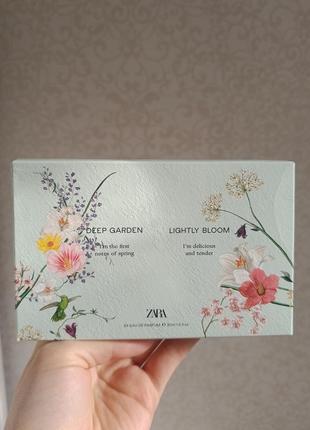 DEEP GARDEN
I'm the first
notes of spring
LIGHTLY BLOOM
I'm delicious
and tender
ZARA